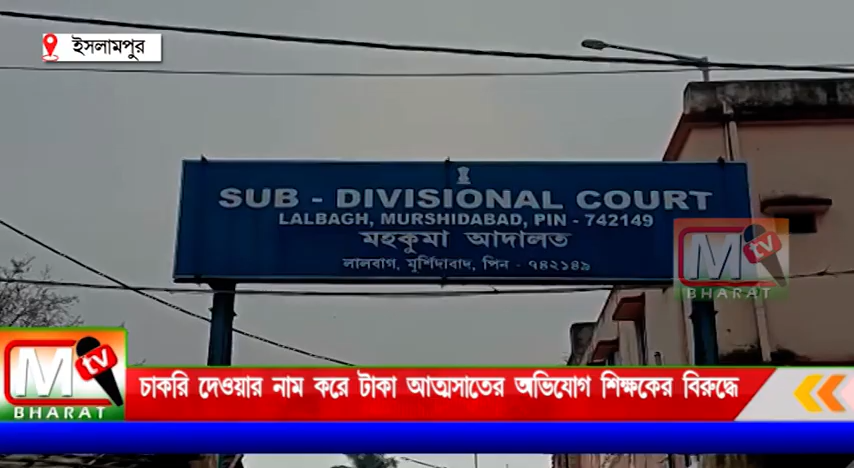 ইসলামপুর
SUB - DIVISIONAL COURT
LALBAGH, MURSHIDABAD, PIN - 742149
মহকুমা আদালত
লালবাগ, মুর্শিদাবাদ, পিন - ৭৪২১৪৯
M tv
BHARAT
M tv
BHARAT
চাকরি দেওয়ার নাম করে টাকা আত্মসাতের অভিযোগ শিক্ষকের বিরুদ্ধে